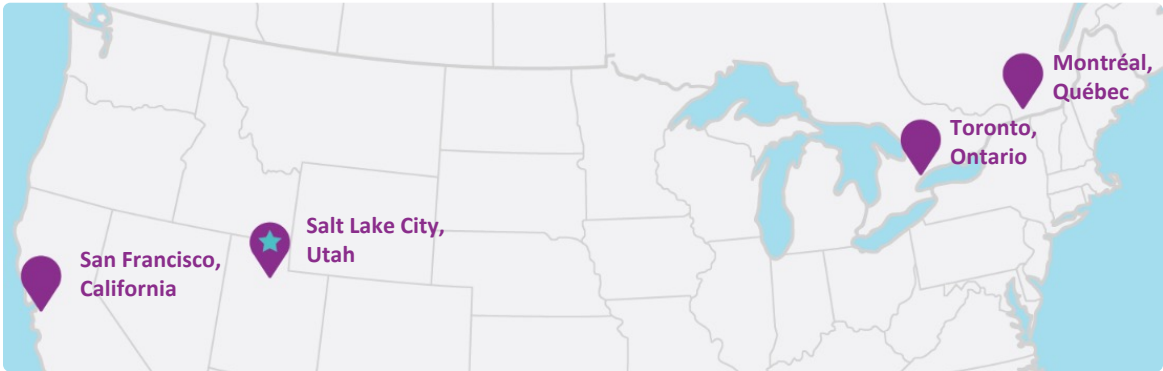 Montréal,
Québec
Toronto,
Ontario
Salt Lake City,
Utah
San Francisco,
California